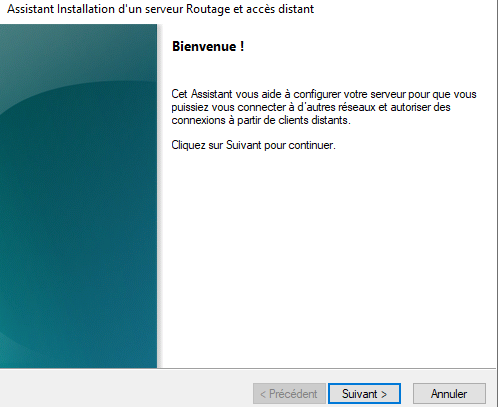 Assistant Installation d'un serveur Routage et accès distant
Bienvenue !
Cet Assistant vous aide à configurer votre serveur pour que vous
puissiez vous connecter à d'autres réseaux et autoriser des
connexions à partir de clients distants.
Cliquez sur Suivant pour continuer.
< Précédent
Suivant >
Annuler